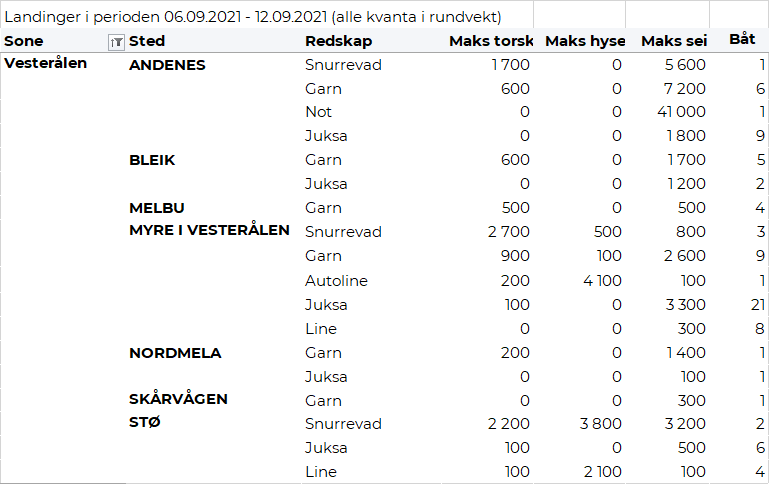 Landinger i perioden 06.09.2021 - 12.09.2021 (alle kvanta i rundvekt)
Sone Sted Redskap Maks torsk Maks hyse Maks sei Båt
Vesterålen ANDENES Snurrevad 1 700 0 5 600 1
Garn 600 0 7 200 6
Not 0 0 41 000 1
Juksa 0 0 1 800 9
BLEIK Garn 600 0 1 700 5
Juksa 0 0 1 200 2
MELBU Garn 500 0 500 4
MYRE I VESTERÅLEN Snurrevad 2 700 500 800 3
Garn 900 100 2 600 9
Autoline 200 4 100 100 1
Juksa 100 0 3 300 21
Line 0 0 300 8
NORDMELA Garn 200 0 1 400 1
Juksa 0 0 100 1
SKÅRVÅGEN Garn 0 0 300 1
STØ Snurrevad 2 200 3 800 3 200 2
Juksa 100 0 500 6
Line 100 2 100 100 4